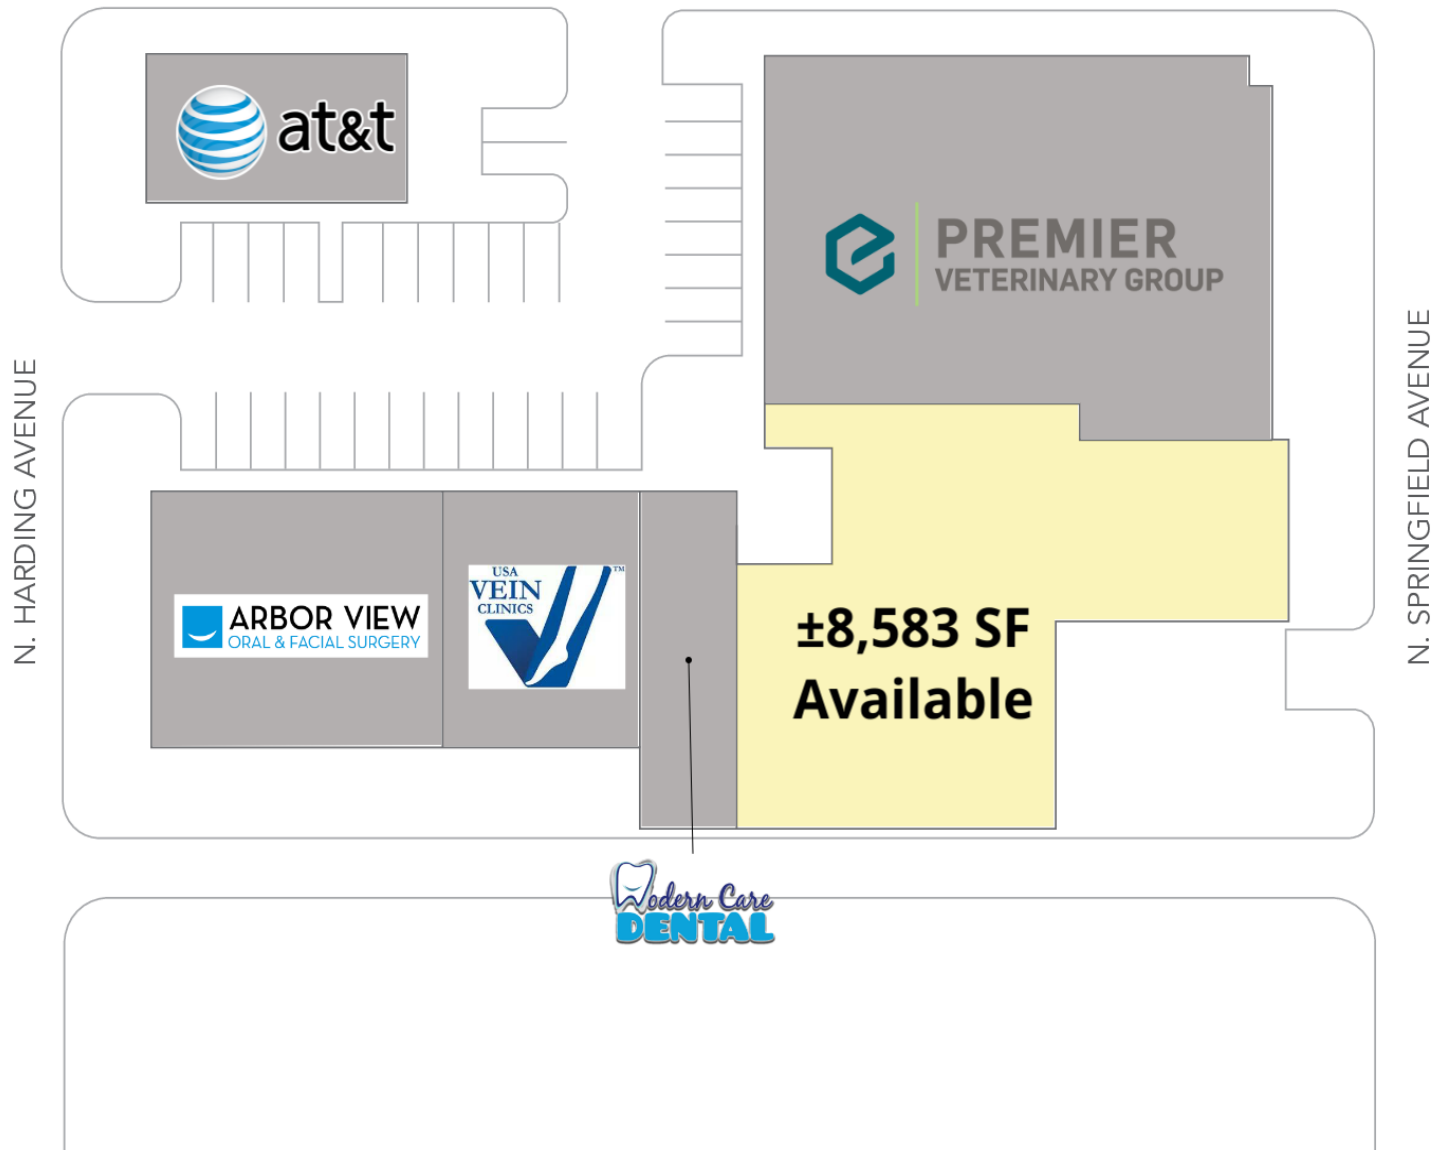 at&t
PREMIER
VETERINARY GROUP
N. HARDING AVENUE
N. SPRINGFIELD AVENUE
ARBOR VIEW
ORAL & FACIAL SURGERY
USA
VEIN
CLINICS
TM
±8,583 SF
Available
Modern Care
DENTAL